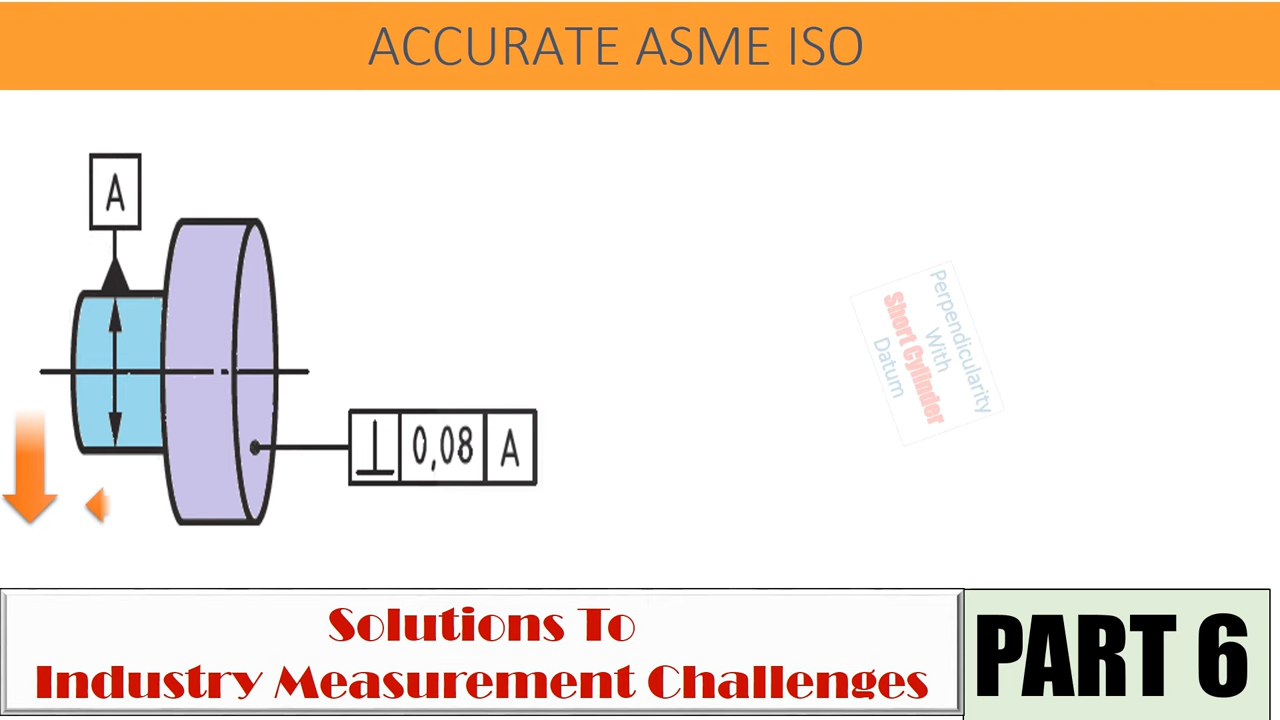 ACCURATE ASME ISO
A
⊥ 0,08 A
Perpendicularity
With
Short Cylinder
Datum
Solutions To
Industry Measurement Challenges
PART 6